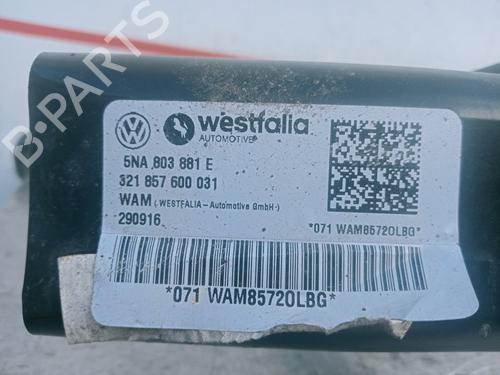 westfalia
AUTOMOTIVE
5NA 803 881 E
321 857 600 031
WAM (WESTFALIA-Automotive GmbH-)
290916
*071 WAM85720LBG*
*071 WAM85720LBG*
B-Parts